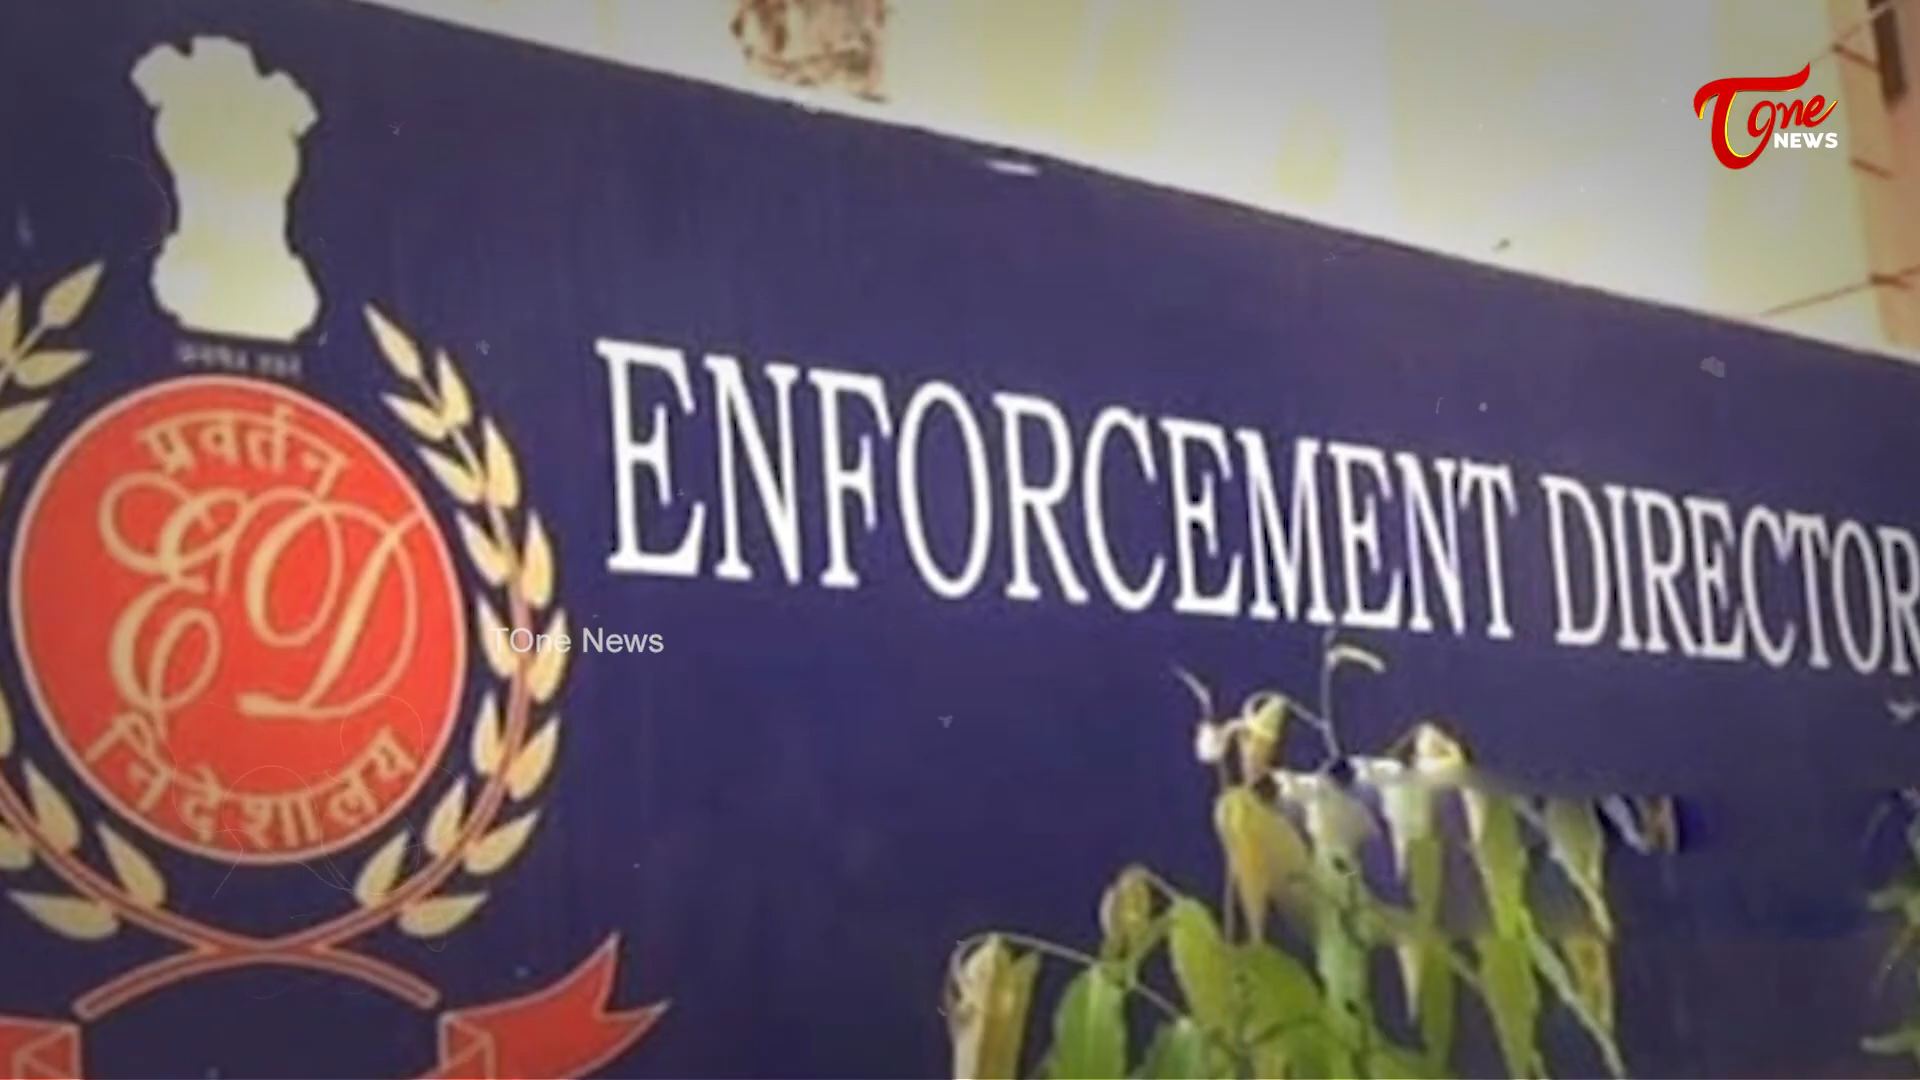 TOne
NEWS
प्रवर्तन
ED
निदेशालय
ENFORCEMENT DIRECTOR
TOne News